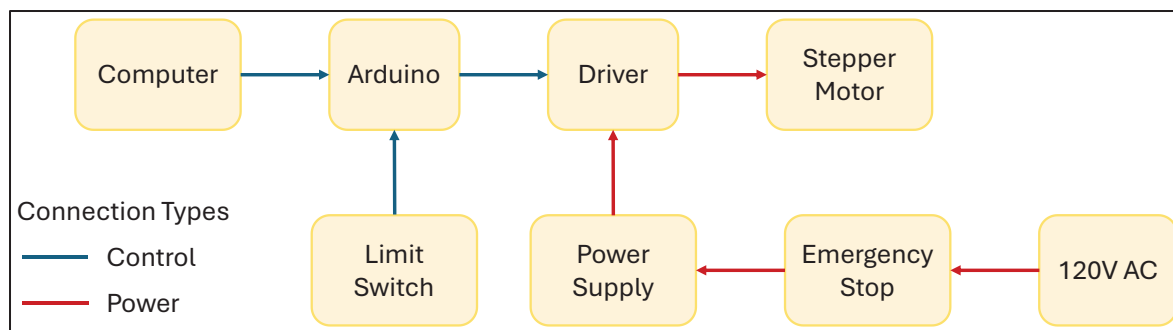 Computer
Arduino
Driver
Stepper
Motor
Connection Types
Control
Power
Limit
Switch
Power
Supply
Emergency
Stop
120V AC